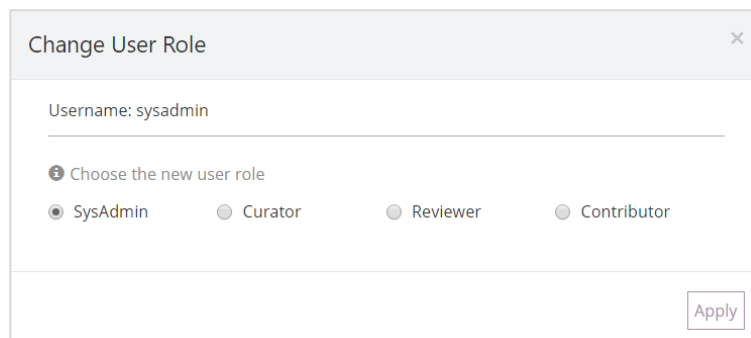 Change User Role
Username: sysadmin
Choose the new user role
SysAdmin Curator Reviewer Contributor
Apply